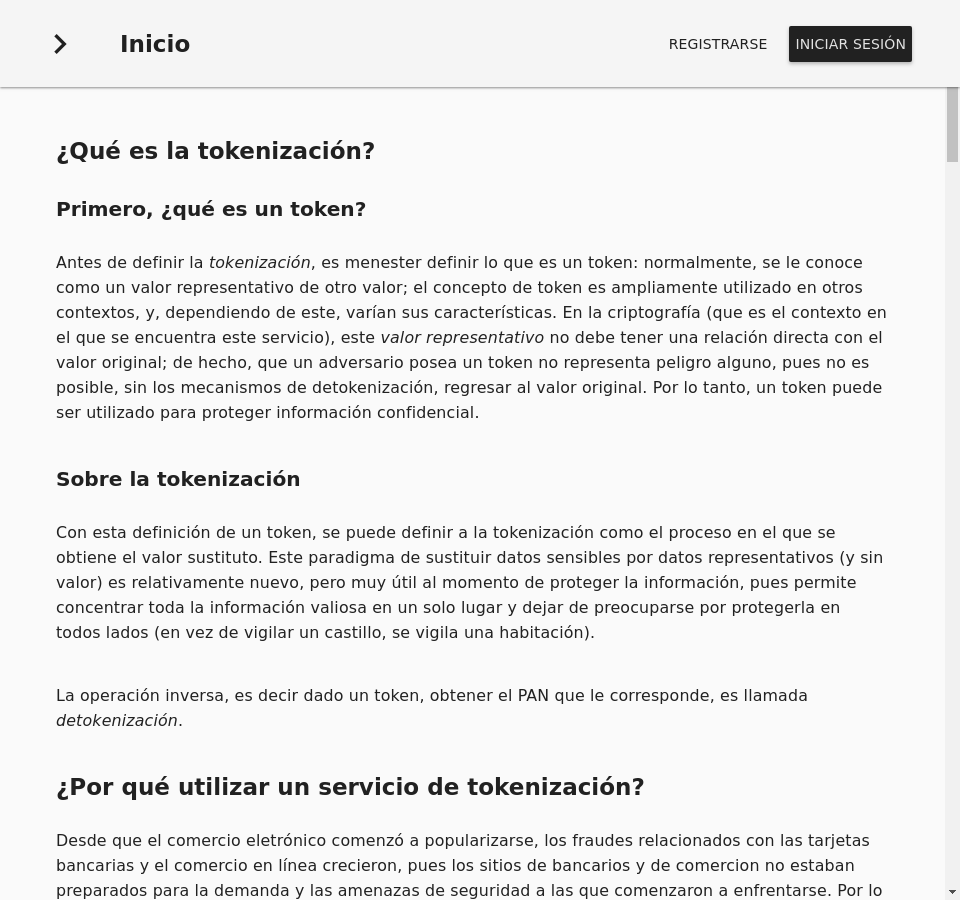 Inicio
REGISTRARSE
INICIAR SESIÓN
¿Qué es la tokenización?
Primero, ¿qué es un token?
Antes de definir la tokenización, es menester definir lo que es un token: normalmente, se le conoce
como un valor representativo de otro valor; el concepto de token es ampliamente utilizado en otros
contextos, y, dependiendo de este, varían sus características. En la criptografía (que es el contexto en
el que se encuentra este servicio), este valor representativo no debe tener una relación directa con el
valor original; de hecho, que un adversario posea un token no representa peligro alguno, pues no es
posible, sin los mecanismos de detokenización, regresar al valor original. Por lo tanto, un token puede
ser utilizado para proteger información confidencial.
Sobre la tokenización
Con esta definición de un token, se puede definir a la tokenización como el proceso en el que se
obtiene el valor sustituto. Este paradigma de sustituir datos sensibles por datos representativos (y sin
valor) es relativamente nuevo, pero muy útil al momento de proteger la información, pues permite
concentrar toda la información valiosa en un solo lugar y dejar de preocuparse por protegerla en
todos lados (en vez de vigilar un castillo, se vigila una habitación).
La operación inversa, es decir dado un token, obtener el PAN que le corresponde, es llamada
detokenización.
¿Por qué utilizar un servicio de tokenización?
Desde que el comercio eletrónico comenzó a popularizarse, los fraudes relacionados con las tarjetas
bancarias y el comercio en línea crecieron, pues los sitios de bancarios y de comercion no estaban
preparados para la demanda y las amenazas de seguridad a las que comenzaron a enfrentarse. Por lo